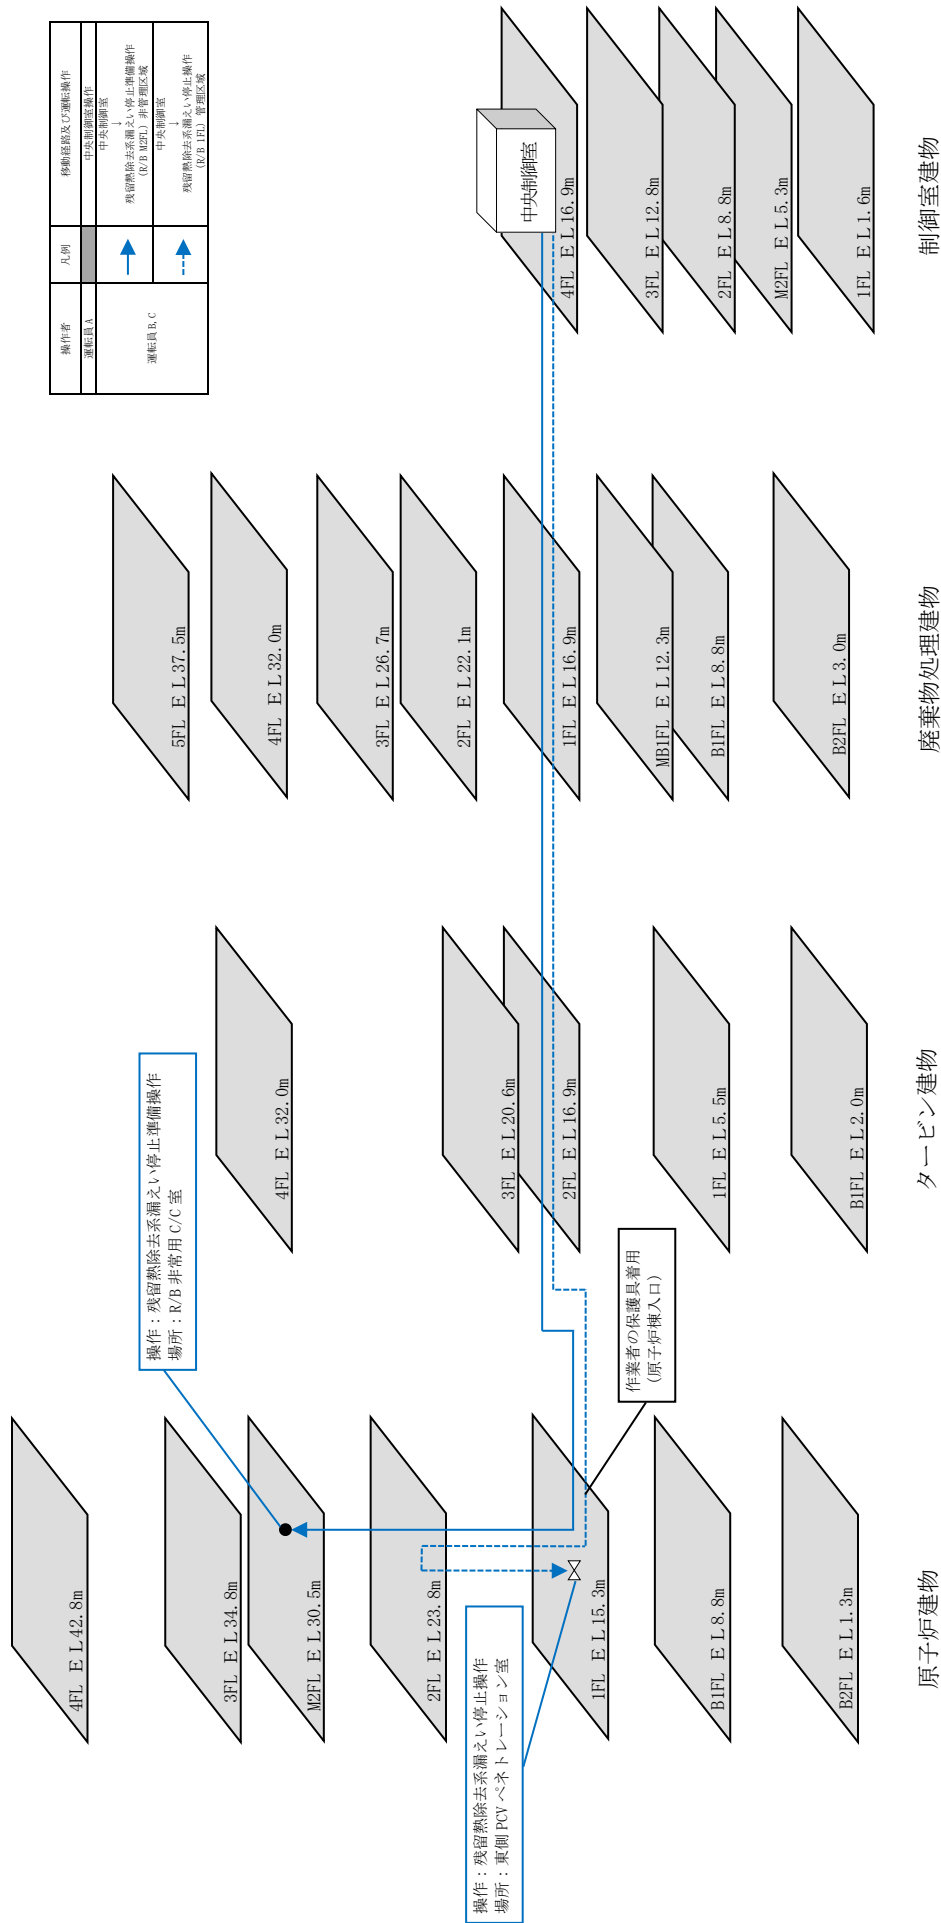 操作者
凡例
移動経路及び運転操作
運転員 A
中央制御室操作
運転員 B, C
中央制御室
↓
残留熱除去系漏えい停止準備操作
(R/B M2FL) 非管理区域
中央制御室
↓
残留熱除去系漏えい停止操作
(R/B 1FL) 管理区域
操作：残留熱除去系漏えい停止準備操作
場所：R/B 非常用 C/C 室
操作：残留熱除去系漏えい停止操作
場所：東側 PCV ペネトレーション室
作業者の保護具着用
(原子炉棟入口)
4FL ＥＬ42.8m
3FL ＥＬ34.8m
M2FL ＥＬ30.5m
2FL ＥＬ23.8m
1FL ＥＬ15.3m
B1FL ＥＬ8.8m
B2FL ＥＬ1.3m
原子炉建物
4FL ＥＬ32.0m
3FL ＥＬ20.6m
2FL ＥＬ16.9m
1FL ＥＬ5.5m
B1FL ＥＬ2.0m
タービン建物
5FL ＥＬ37.5m
4FL ＥＬ32.0m
3FL ＥＬ26.7m
2FL ＥＬ22.1m
1FL ＥＬ16.9m
MB1FL ＥＬ12.3m
B1FL ＥＬ8.8m
B2FL ＥＬ3.0m
廃棄物処理建物
中央制御室
4FL ＥＬ16.9m
3FL ＥＬ12.8m
2FL ＥＬ8.8m
M2FL ＥＬ5.3m
1FL ＥＬ1.6m
制御室建物